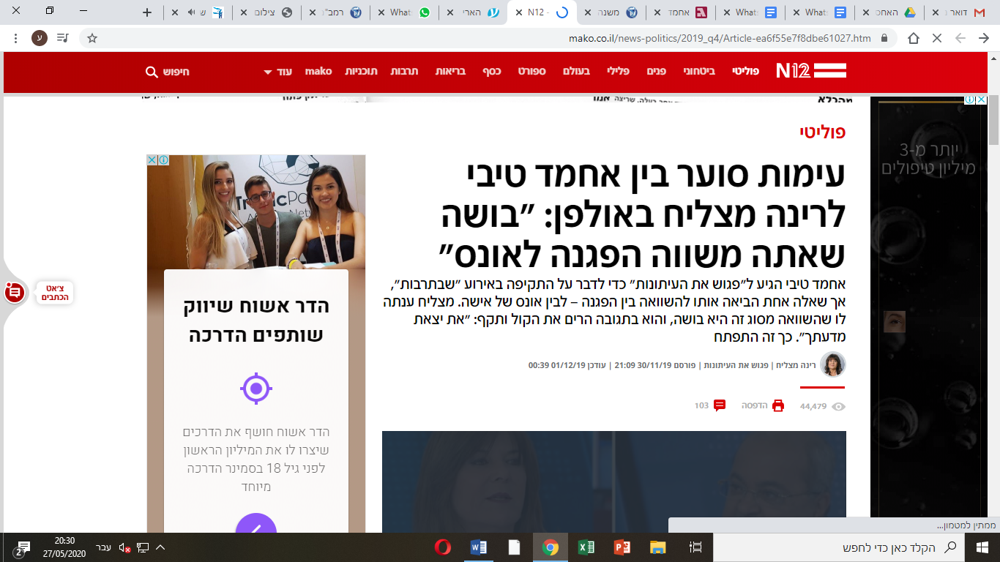 דואר נ
האחס
Whats
Whats
אחמד
משנה
N12 -
הארי
Whats
רמב"נ
צילום
ש
mako.co.il/news-politics/2019_q4/Article-ea6f55e7f8dbe61027.htm
ע
N12
פוליטי
ביטחוני
פנים
פלילי
בעולם
ספורט
כסף
בריאות
תרבות
תוכניות
mako
עוד
חיפוש
מהכלא
פוליטי
עימות סוער בין אחמד טיבי
לרינה מצליח באולפן: "בושה
שאתה משווה הפגנה לאונס"
אחמד טיבי הגיע ל"פגוש את העיתונות" כדי לדבר על התקיפה באירוע "שבתרבות",
אך שאלה אחת הביאה אותו להשוואה בין הפגנה – לבין אונס של אישה. מצליח ענתה
לו שהשוואה מסוג זה היא בושה, והוא בתגובה הרים את הקול ותקף: "את יצאת
מדעתך". כך זה התפתח
רינה מצליח | פגוש את העיתונות | פורסם 30/11/19 21:09 | עודכן 01/12/19 00:39
44,479
הדפסה
103
יותר מ-3
מיליון טיפולים
הדר אשוח שיווק
שותפים הדרכה
הדר אשוח חושף את הדרכים
שיצרו לו את המיליון הראשון
לפני גיל 18 בסמינר הדרכה
מיוחד
צ'אט
הכתבים
ממתין למטמון...
הקלד כאן כדי לחפש
עבר
20:30
27/05/2020
2